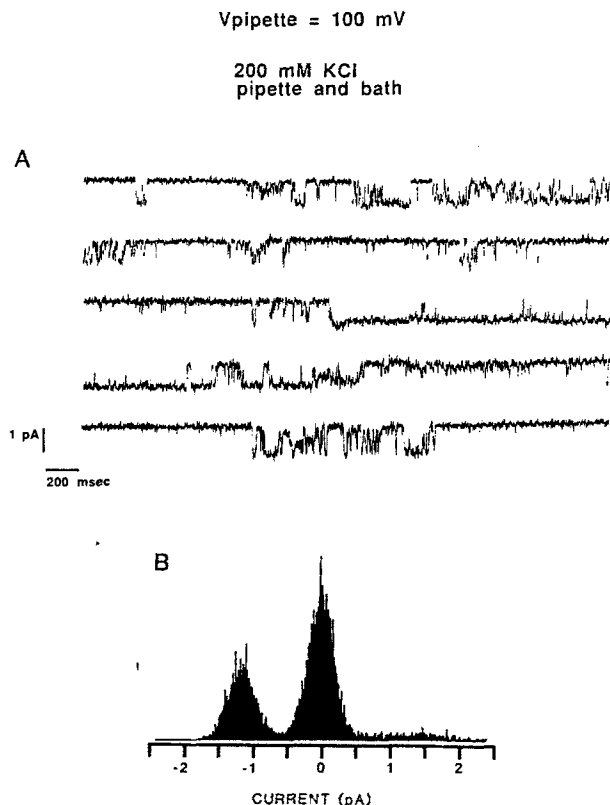 Vpipette = 100 mV
200 mM KCl
pipette and bath
A
1 pA
200 msec
B
-2 -1 0 1 2
CURRENT (pA)